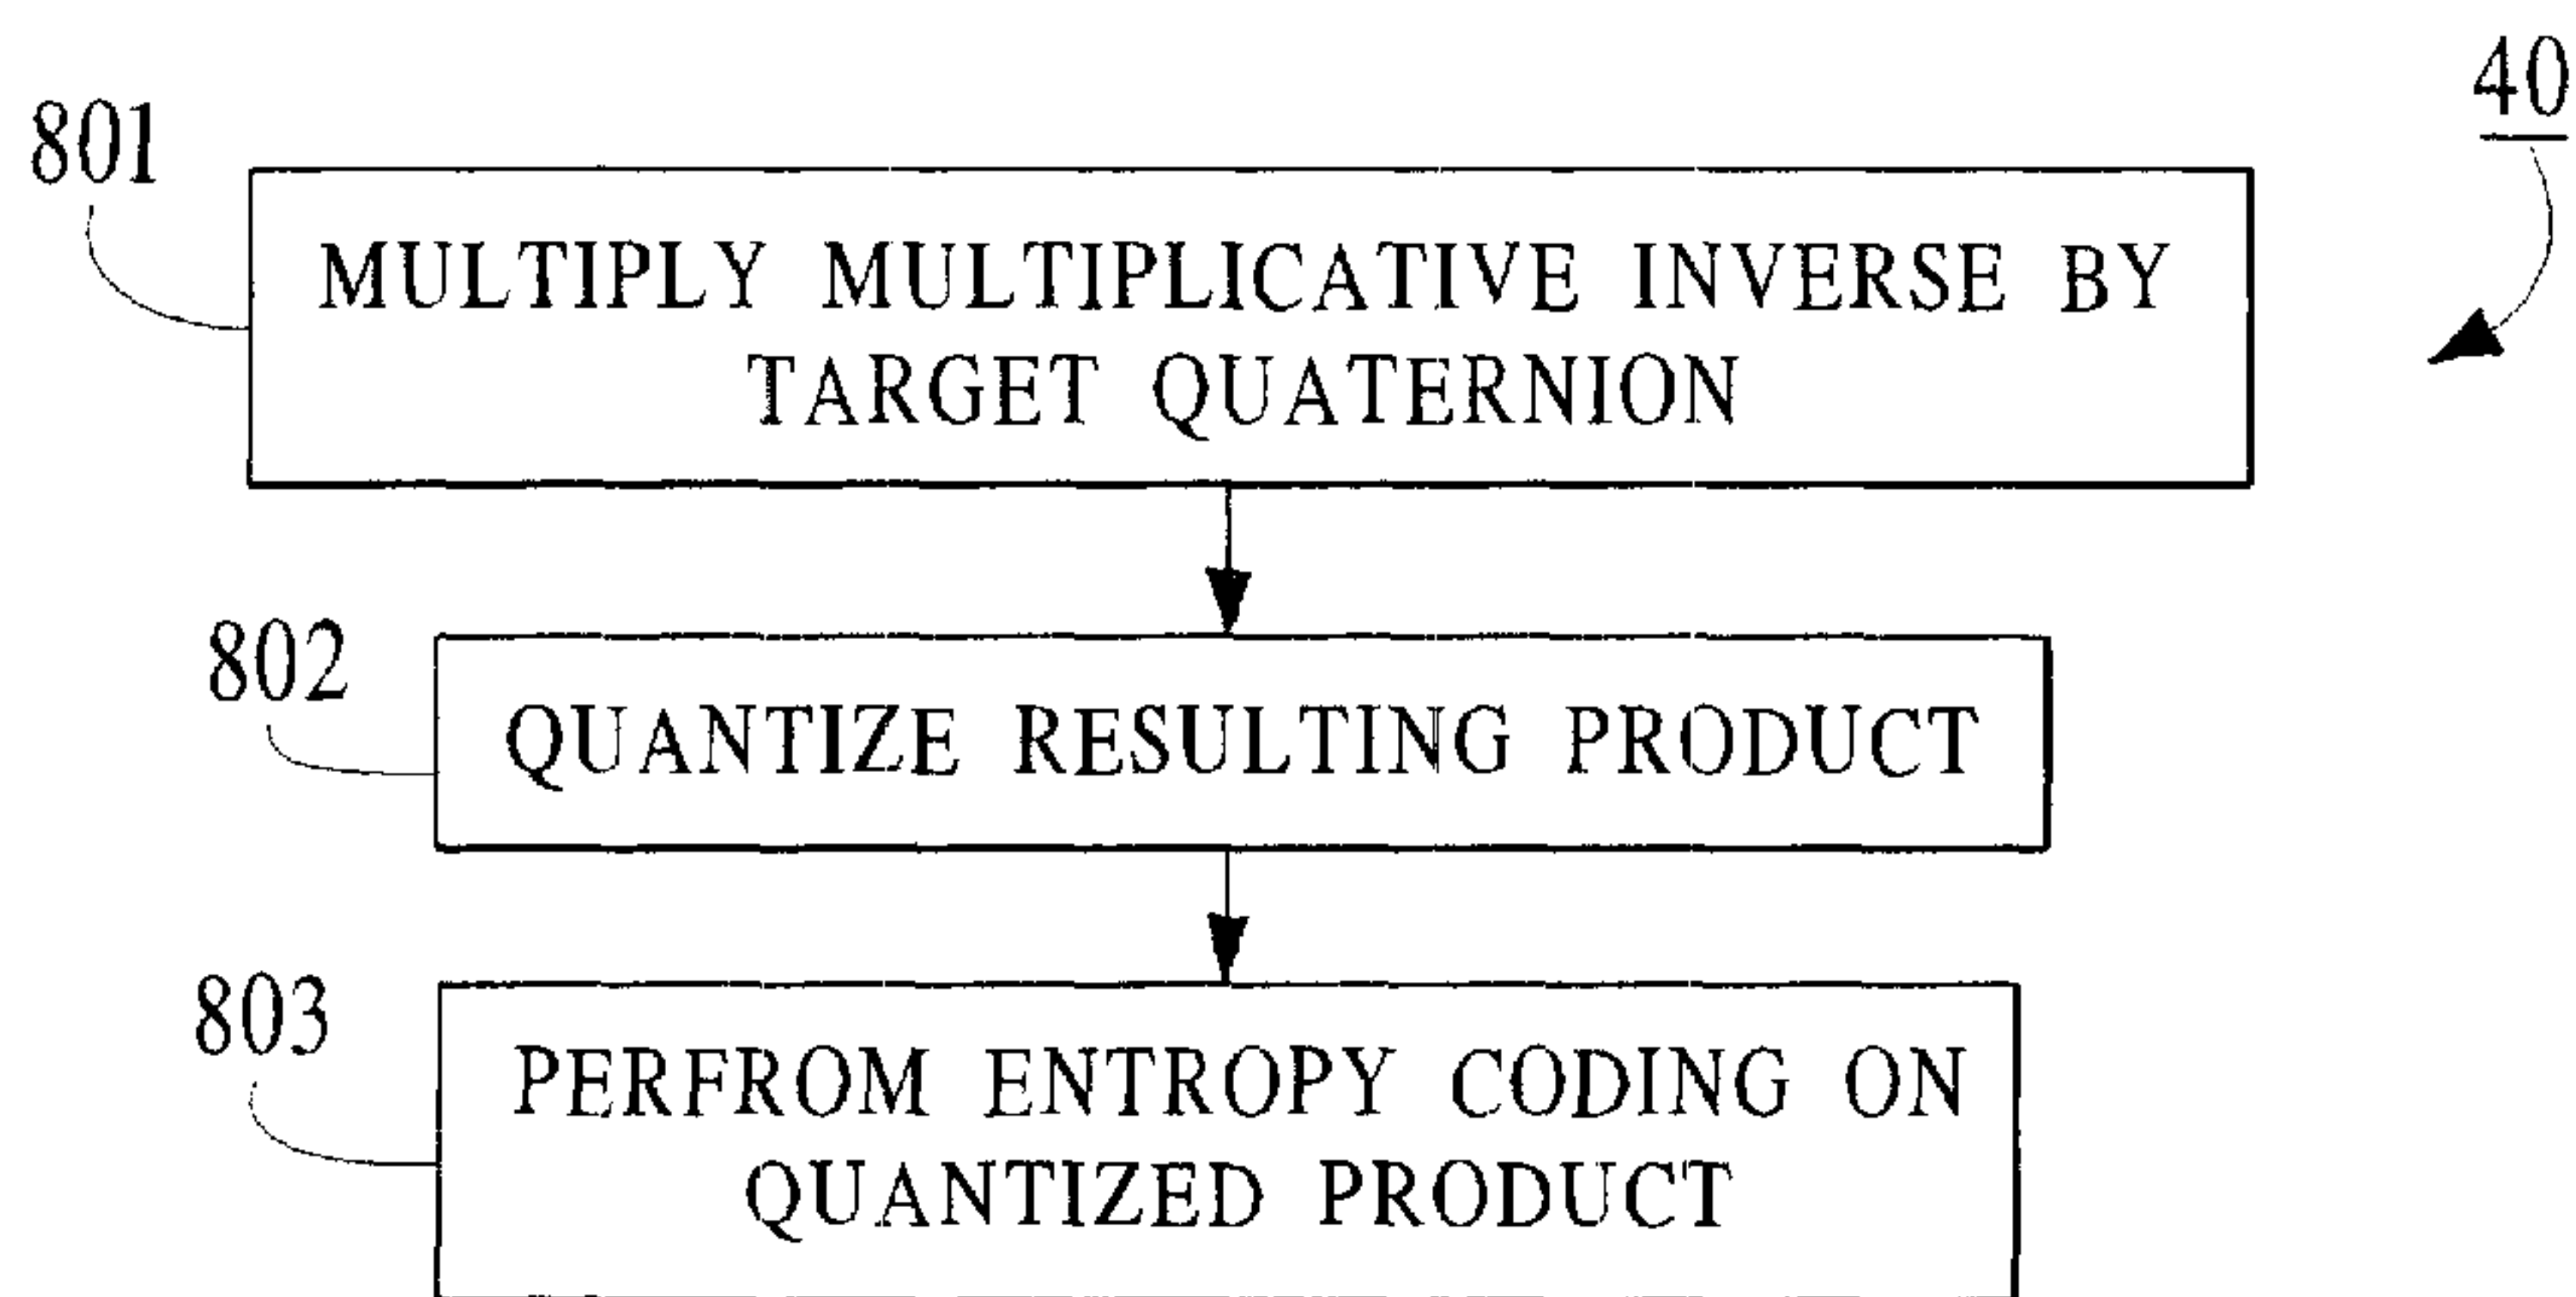 40
801
MULTIPLY MULTIPLICATIVE INVERSE BY
TARGET QUATERNION
802
QUANTIZE RESULTING PRODUCT
803
PERFROM ENTROPY CODING ON
QUANTIZED PRODUCT